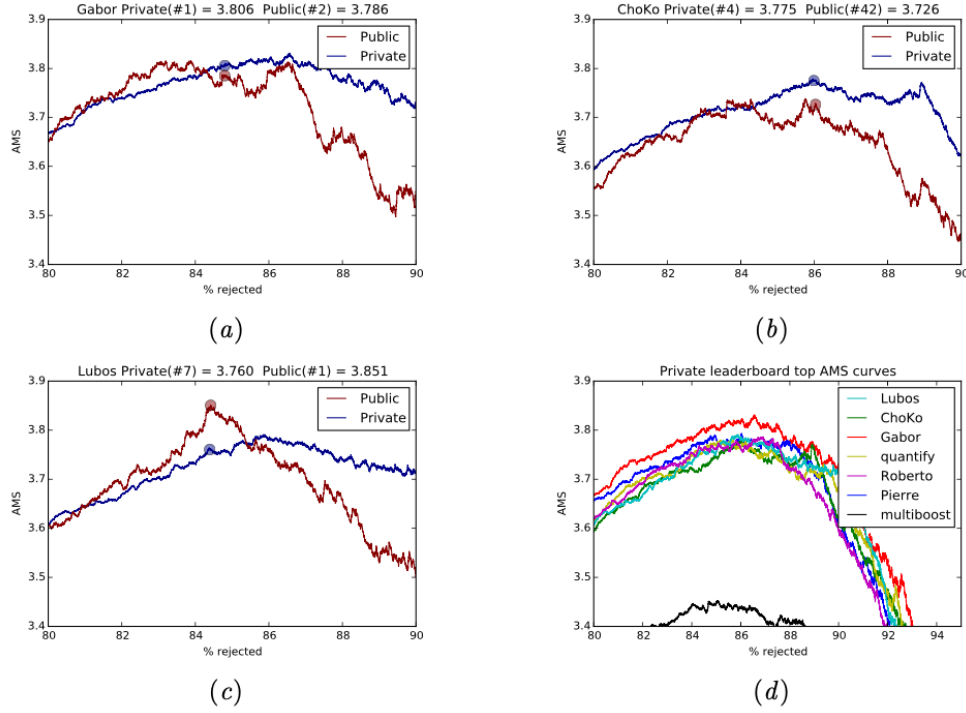 Gabor Private(#1) = 3.806 Public(#2) = 3.786
3.9
3.8
3.7
3.6
3.5
3.4
AMS
Public
Private
80 82 84 86 88 90
% rejected
(a)
ChoKo Private(#4) = 3.775 Public(#42) = 3.726
3.9
3.8
3.7
3.6
3.5
3.4
AMS
Public
Private
80 82 84 86 88 90
% rejected
(b)
Lubos Private(#7) = 3.760 Public(#1) = 3.851
3.9
3.8
3.7
3.6
3.5
3.4
AMS
Public
Private
80 82 84 86 88 90
% rejected
(c)
Private leaderboard top AMS curves
3.9
3.8
3.7
3.6
3.5
3.4
AMS
Lubos
ChoKo
Gabor
quantify
Roberto
Pierre
multiboost
80 82 84 86 88 90 92 94
% rejected
(d)